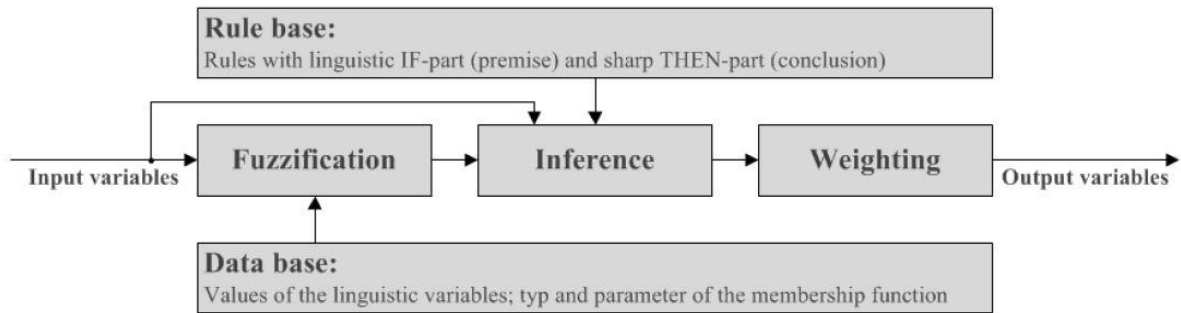 Rule base:
Rules with linguistic IF-part (premise) and sharp THEN-part (conclusion)
Fuzzification
Inference
Weighting
Input variables
Output variables
Data base:
Values of the linguistic variables; typ and parameter of the membership function